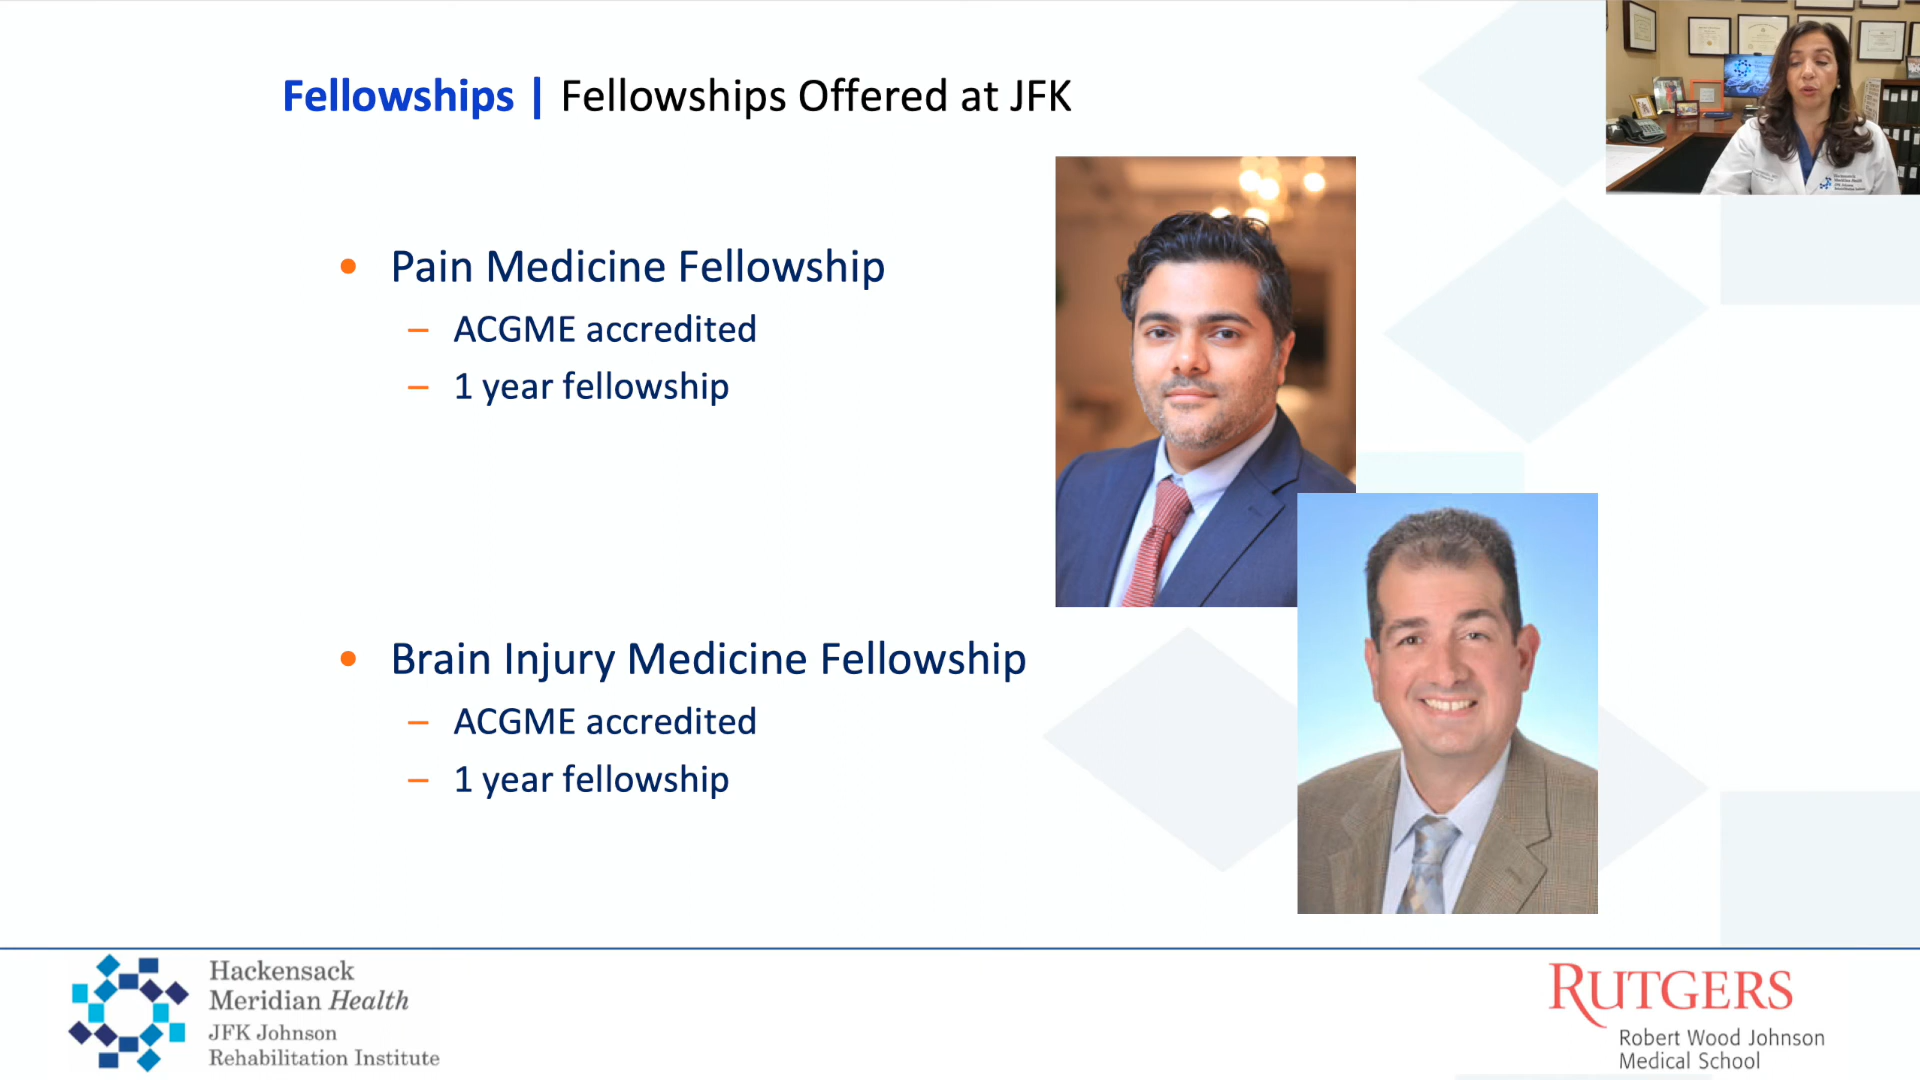 Fellowships | Fellowships Offered at JFK
• Pain Medicine Fellowship
– ACGME accredited
– 1 year fellowship
• Brain Injury Medicine Fellowship
– ACGME accredited
– 1 year fellowship
Hackensack
Meridian Health
JFK Johnson
Rehabilitation Institute
RUTGERS
Robert Wood Johnson
Medical School